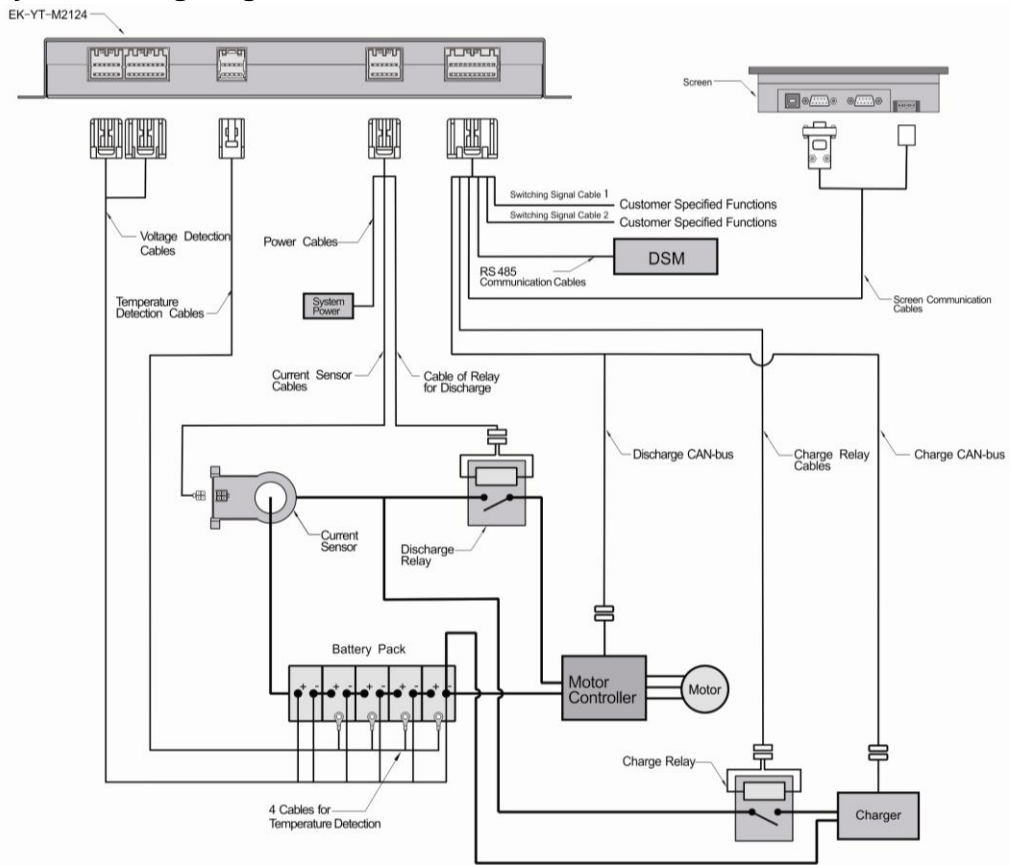 EK-YT-M2124
Screen
Switching Signal Cable 1
Customer Specified Functions
Switching Signal Cable 2
Customer Specified Functions
Voltage Detection
Cables
Power Cables
DSM
RS 485
Communication Cables
Temperature
Detection Cables
System
Power
Screen Communication
Cables
Current Sensor
Cables
Cable of Relay
for Discharge
Discharge CAN-bus
Charge Relay
Cables
Charge CAN-bus
Current
Sensor
Discharge
Relay
Battery Pack
+ - + - + - + - + -
Motor
Controller
Motor
Charge Relay
4 Cables for
Temperature Detection
Charger